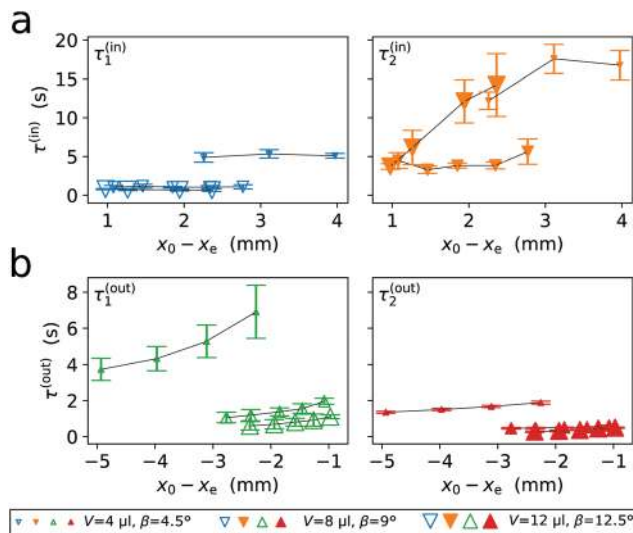 a
τ₁⁽ⁱⁿ⁾
τ₂⁽ⁱⁿ⁾
20
15
10
5
0
τ⁽ⁱⁿ⁾ (s)
1 2 3 4
1 2 3 4
x₀ − xₑ (mm)
x₀ − xₑ (mm)
b
τ₁⁽ᵒᵘᵗ⁾
τ₂⁽ᵒᵘᵗ⁾
8
6
4
2
0
τ⁽ᵒᵘᵗ⁾ (s)
−5 −4 −3 −2 −1
−5 −4 −3 −2 −1
x₀ − xₑ (mm)
x₀ − xₑ (mm)
V=4 μl, β=4.5° V=8 μl, β=9° V=12 μl, β=12.5°